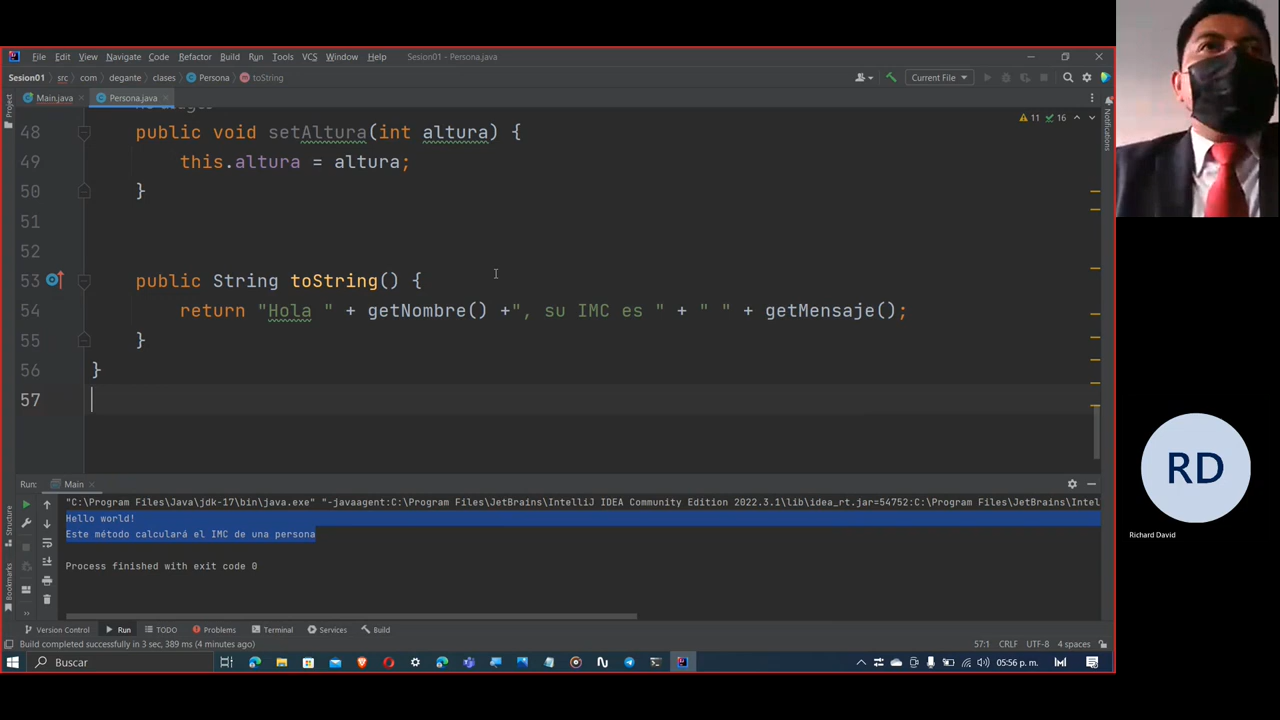 File Edit View Navigate Code Refactor Build Run Tools VCS Window Help Sesion01 - Persona.java
Sesion01 src com degante clases Persona toString Current File
Main.java Persona.java
Project
Notifications
11 16
48 public void setAltura(int altura) {
49 this.altura = altura;
50 }
51
52
53 public String toString() {
54 return "Hola " + getNombre() +", su IMC es " + " " + getMensaje();
55 }
56 }
57
Run: Main
"C:\Program Files\Java\jdk-17\bin\java.exe" "-javaagent:C:\Program Files\JetBrains\IntelliJ IDEA Community Edition 2022.3.1\lib\idea_rt.jar=54752:C:\Program Files\JetBrains\Intel
Hello world!
Este método calculará el IMC de una persona
Process finished with exit code 0
Structure
Bookmarks
Version Control Run TODO Problems Terminal Services Build
Build completed successfully in 3 sec, 389 ms (4 minutes ago) 57:1 CRLF UTF-8 4 spaces
Buscar 05:56 p. m.
RD
Richard David